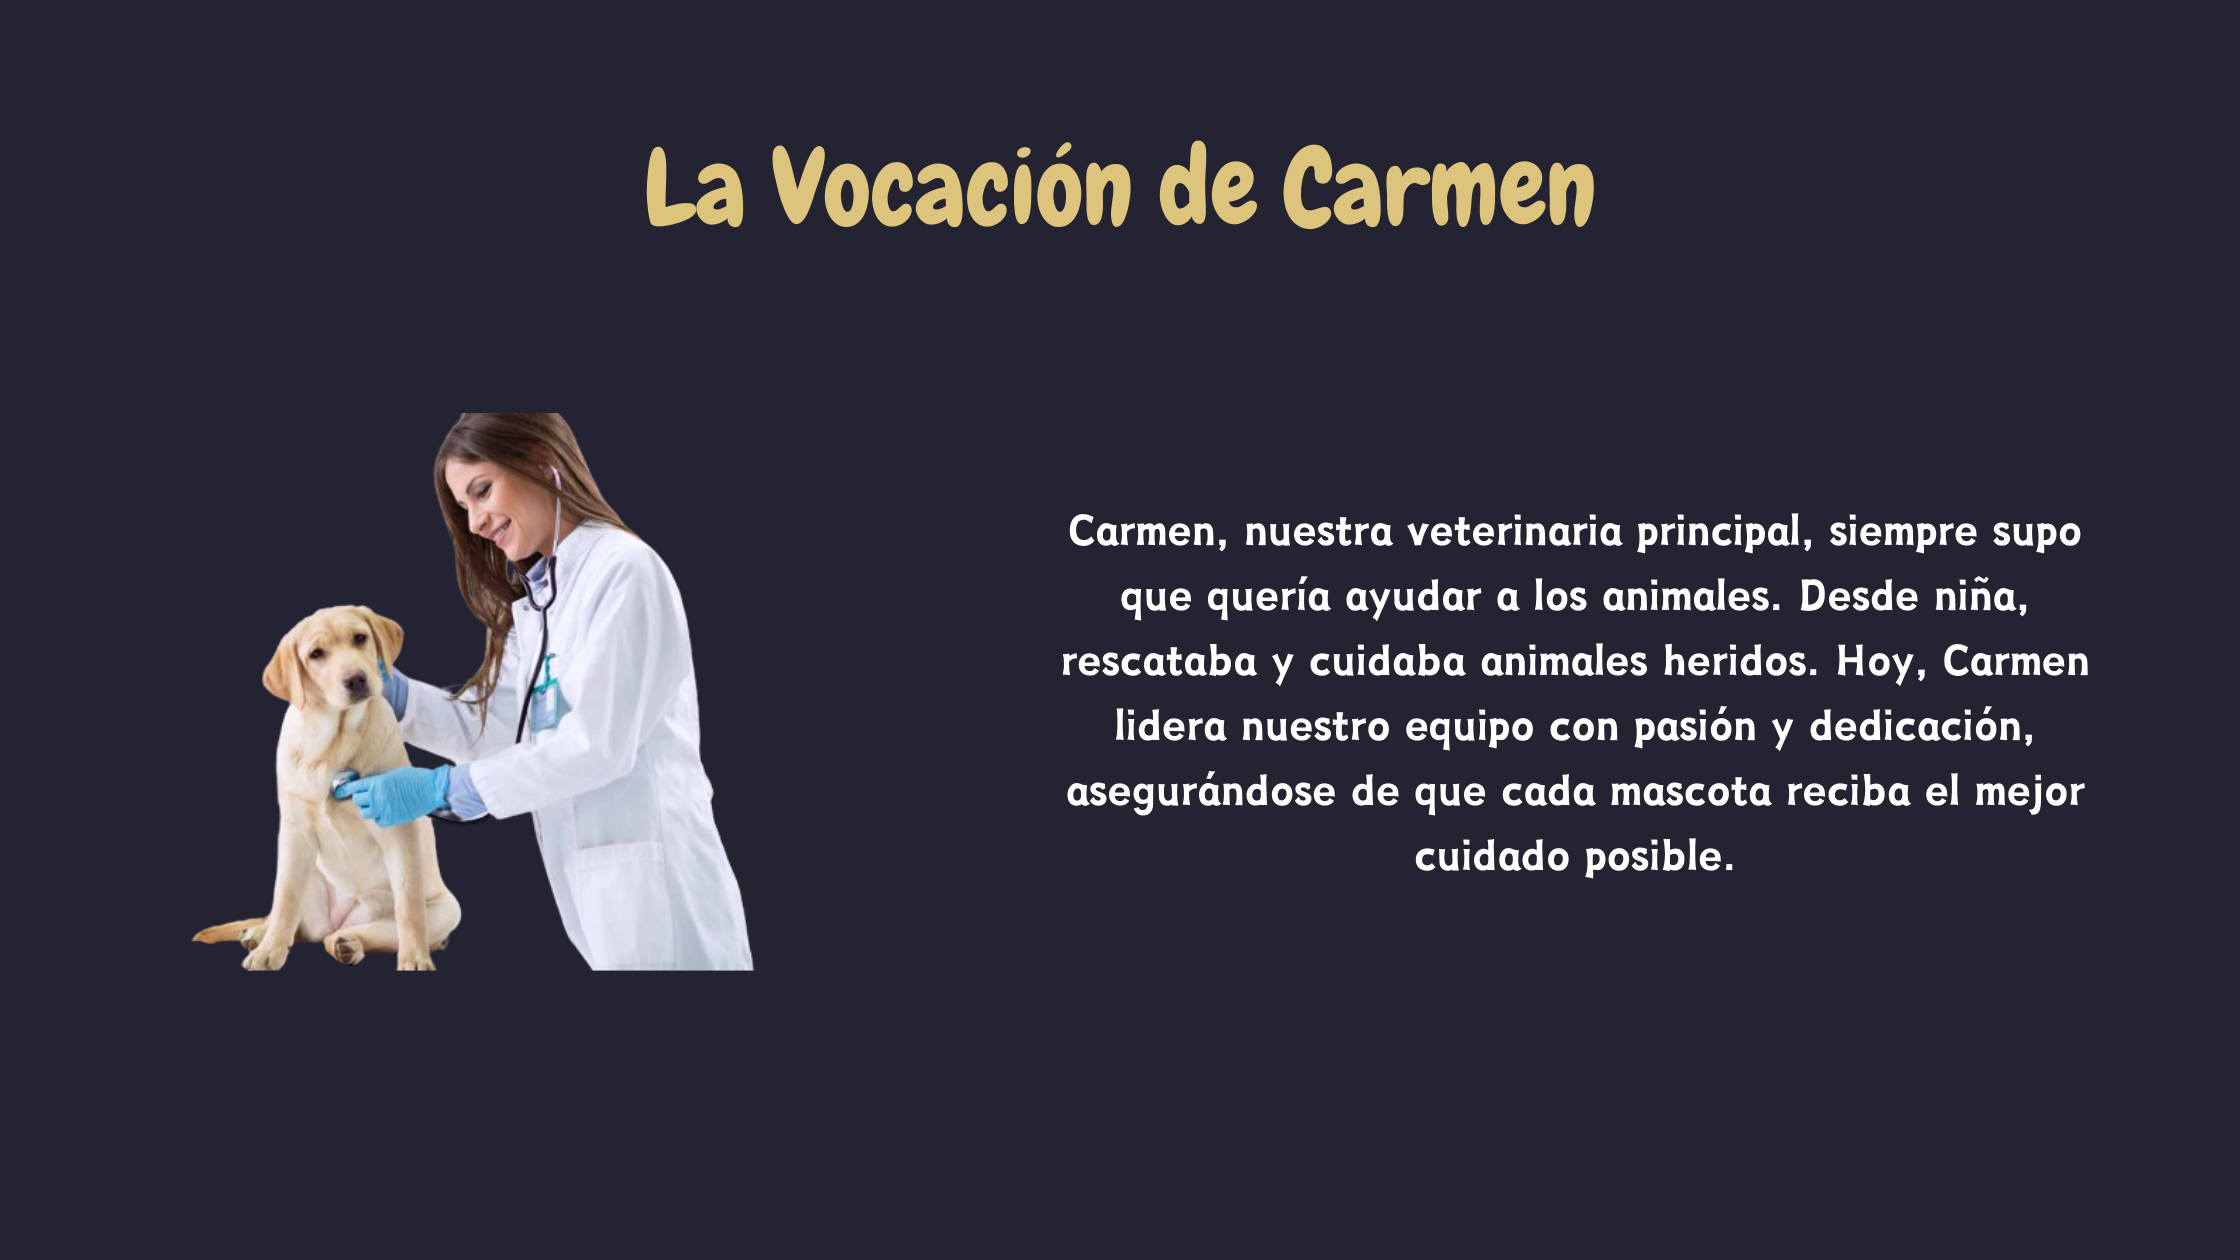 La Vocación de Carmen
Carmen, nuestra veterinaria principal, siempre supo
que quería ayudar a los animales. Desde niña,
rescataba y cuidaba animales heridos. Hoy, Carmen
lidera nuestro equipo con pasión y dedicación,
asegurándose de que cada mascota reciba el mejor
cuidado posible.